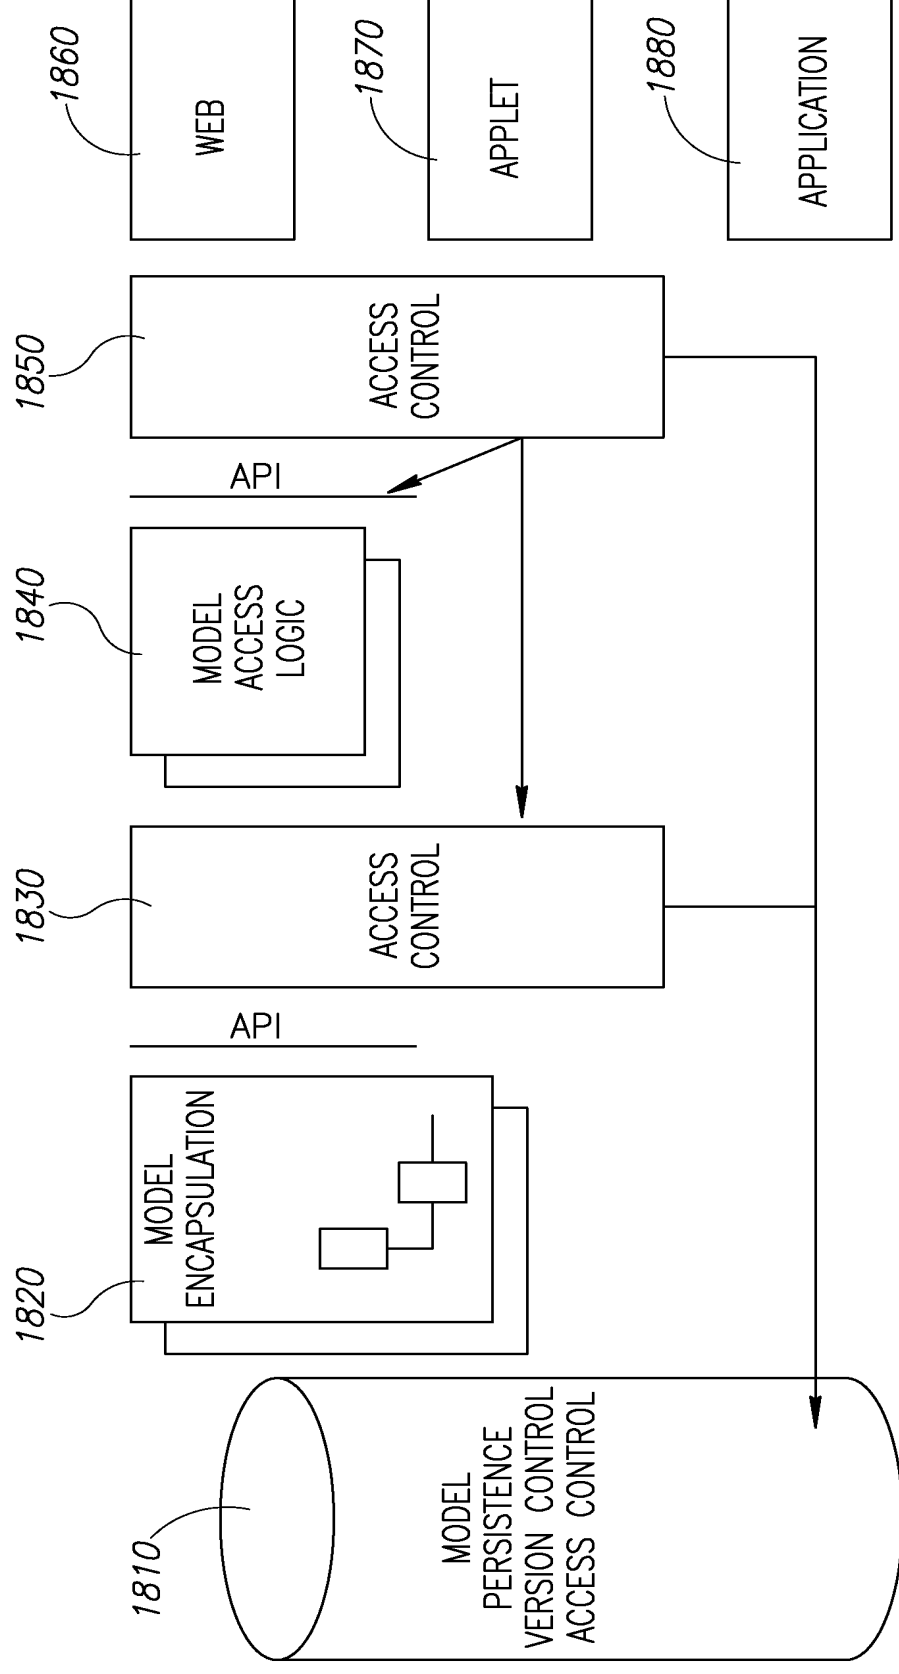 1810
MODEL
PERSISTENCE
VERSION CONTROL
ACCESS CONTROL
1820
MODEL
ENCAPSULATION
API
1830
ACCESS
CONTROL
1840
MODEL
ACCESS
LOGIC
API
1850
ACCESS
CONTROL
1860
WEB
1870
APPLET
1880
APPLICATION